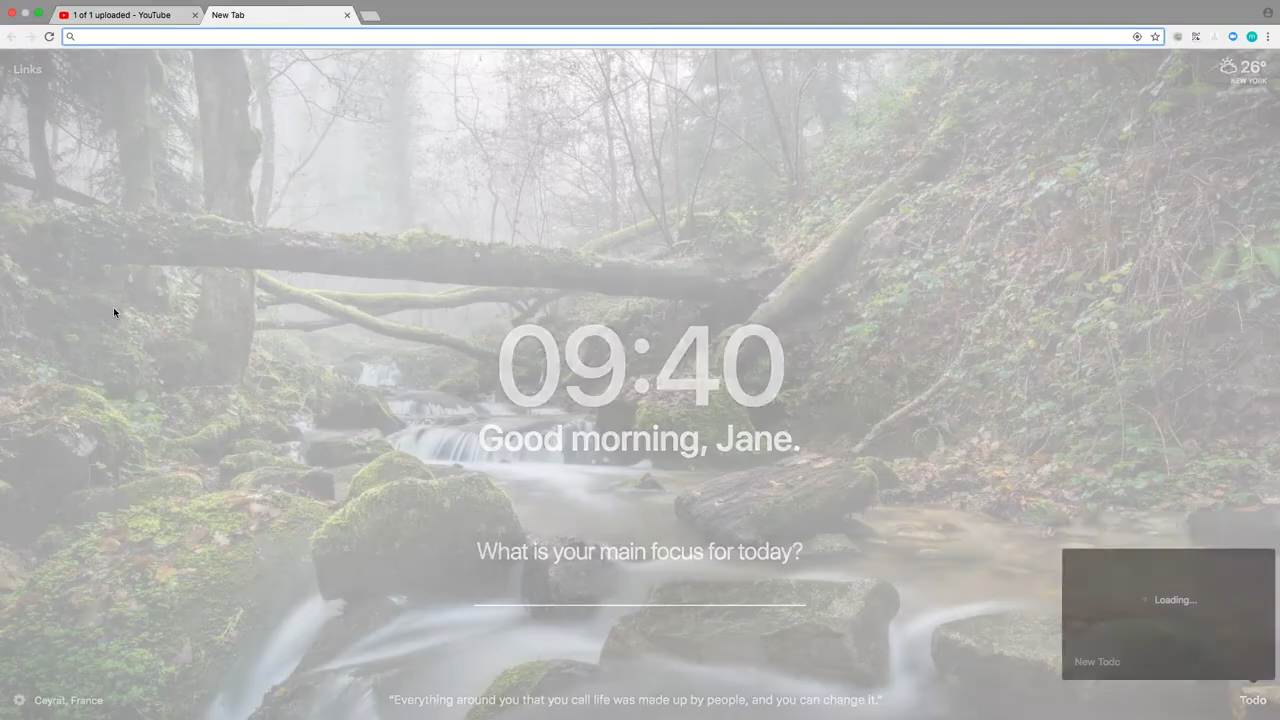 1 of 1 uploaded - YouTube
New Tab
Links
26°
NEW YORK
09:40
Good morning, Jane.
What is your main focus for today?
Loading...
New Todo
Ceyrat, France
“Everything around you that you call life was made up by people, and you can change it.”
Todo